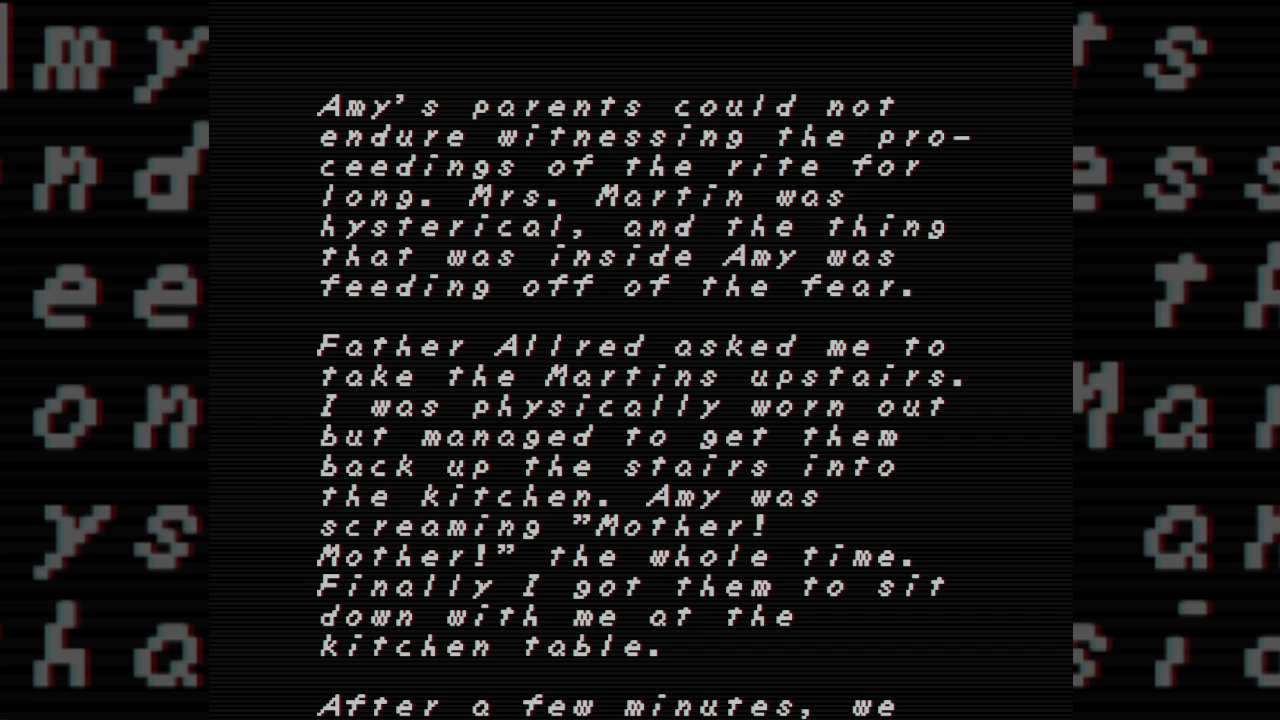 Amy's parents could not
endure witnessing the pro-
ceedings of the rite for
long. Mrs. Martin was
hysterical, and the thing
that was inside Amy was
feeding off of the fear.
Father Allred asked me to
take the Martins upstairs.
I was physically worn out
but managed to get them
back up the stairs into
the kitchen. Amy was
screaming "Mother!
Mother!" the whole time.
Finally I got them to sit
down with me at the
kitchen table.
After a few minutes, we